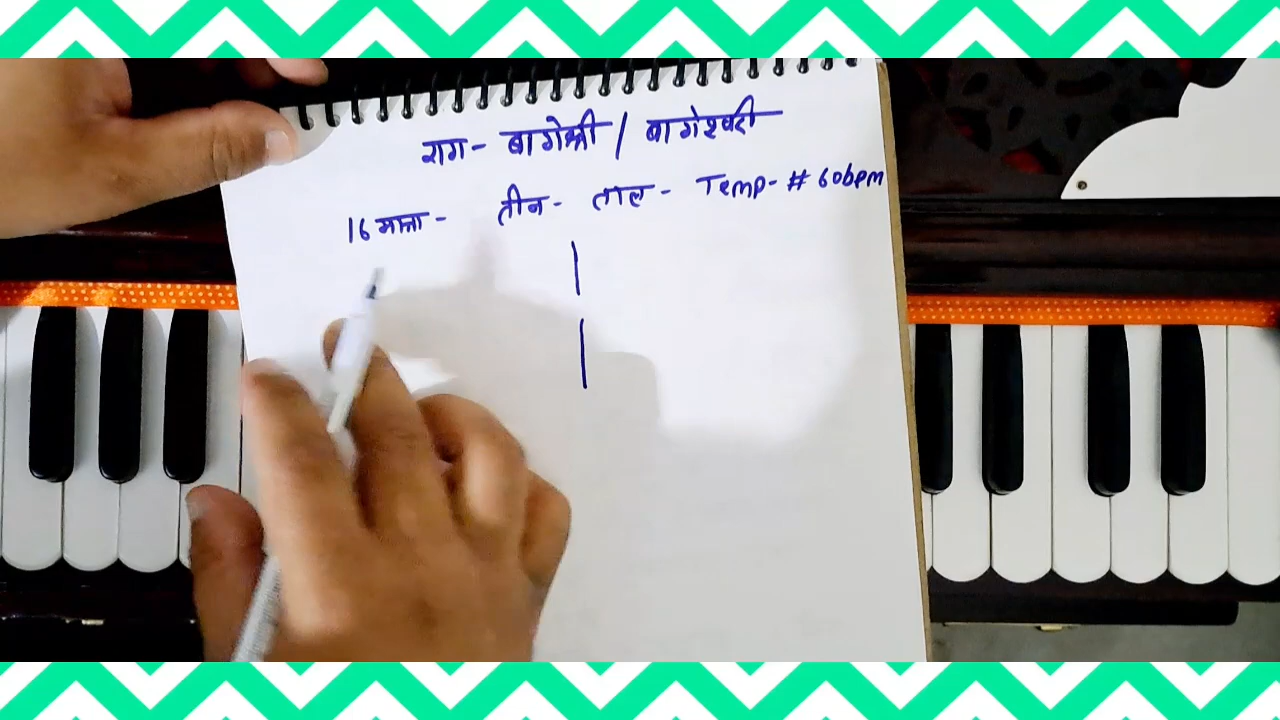 राग- बागेश्री / बागेश्वरी
16 मात्रा- तीन- ताल- Temp- # 60bpm